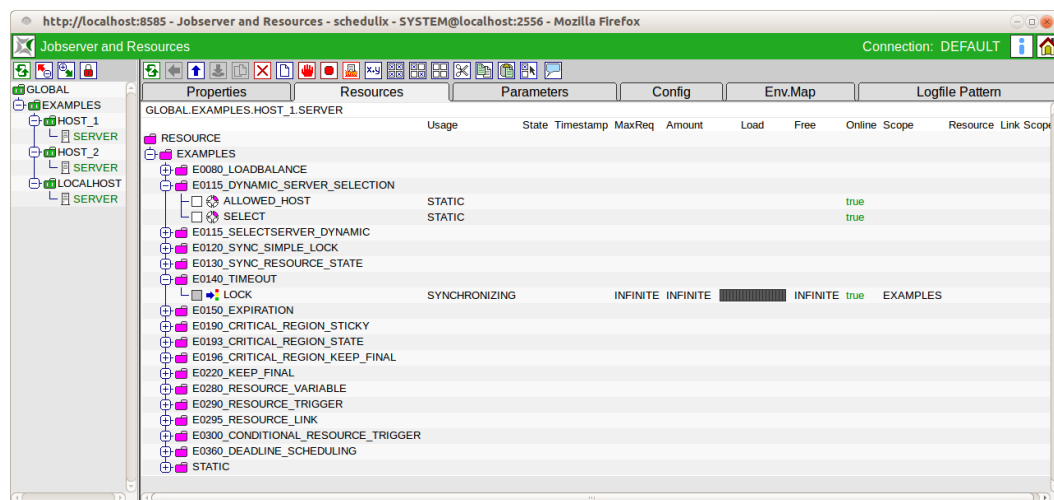 http://localhost:8585 - Jobserver and Resources - schedulix - SYSTEM@localhost:2556 - Mozilla Firefox
Jobserver and Resources Connection: DEFAULT
GLOBAL
EXAMPLES
HOST_1
SERVER
HOST_2
SERVER
LOCALHOST
SERVER
Properties Resources Parameters Config Env.Map Logfile Pattern
GLOBAL.EXAMPLES.HOST_1.SERVER
Usage State Timestamp MaxReq Amount Load Free Online Scope Resource Link Scope
RESOURCE
EXAMPLES
E0080_LOADBALANCE
E0115_DYNAMIC_SERVER_SELECTION
ALLOWED_HOST STATIC true
SELECT STATIC true
E0115_SELECTSERVER_DYNAMIC
E0120_SYNC_SIMPLE_LOCK
E0130_SYNC_RESOURCE_STATE
E0140_TIMEOUT
LOCK SYNCHRONIZING INFINITE INFINITE INFINITE true EXAMPLES
E0150_EXPIRATION
E0190_CRITICAL_REGION_STICKY
E0193_CRITICAL_REGION_STATE
E0196_CRITICAL_REGION_KEEP_FINAL
E0220_KEEP_FINAL
E0280_RESOURCE_VARIABLE
E0290_RESOURCE_TRIGGER
E0295_RESOURCE_LINK
E0300_CONDITIONAL_RESOURCE_TRIGGER
E0360_DEADLINE_SCHEDULING
STATIC